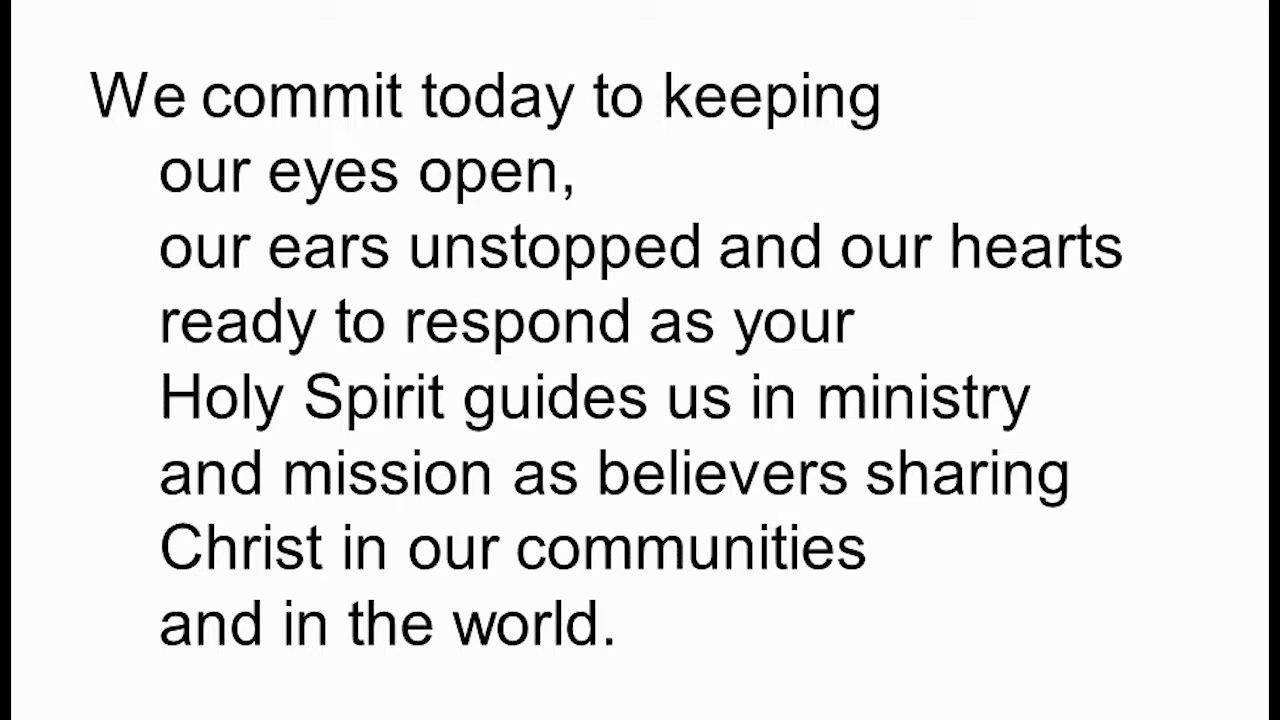 We commit today to keeping
our eyes open,
our ears unstopped and our hearts
ready to respond as your
Holy Spirit guides us in ministry
and mission as believers sharing
Christ in our communities
and in the world.